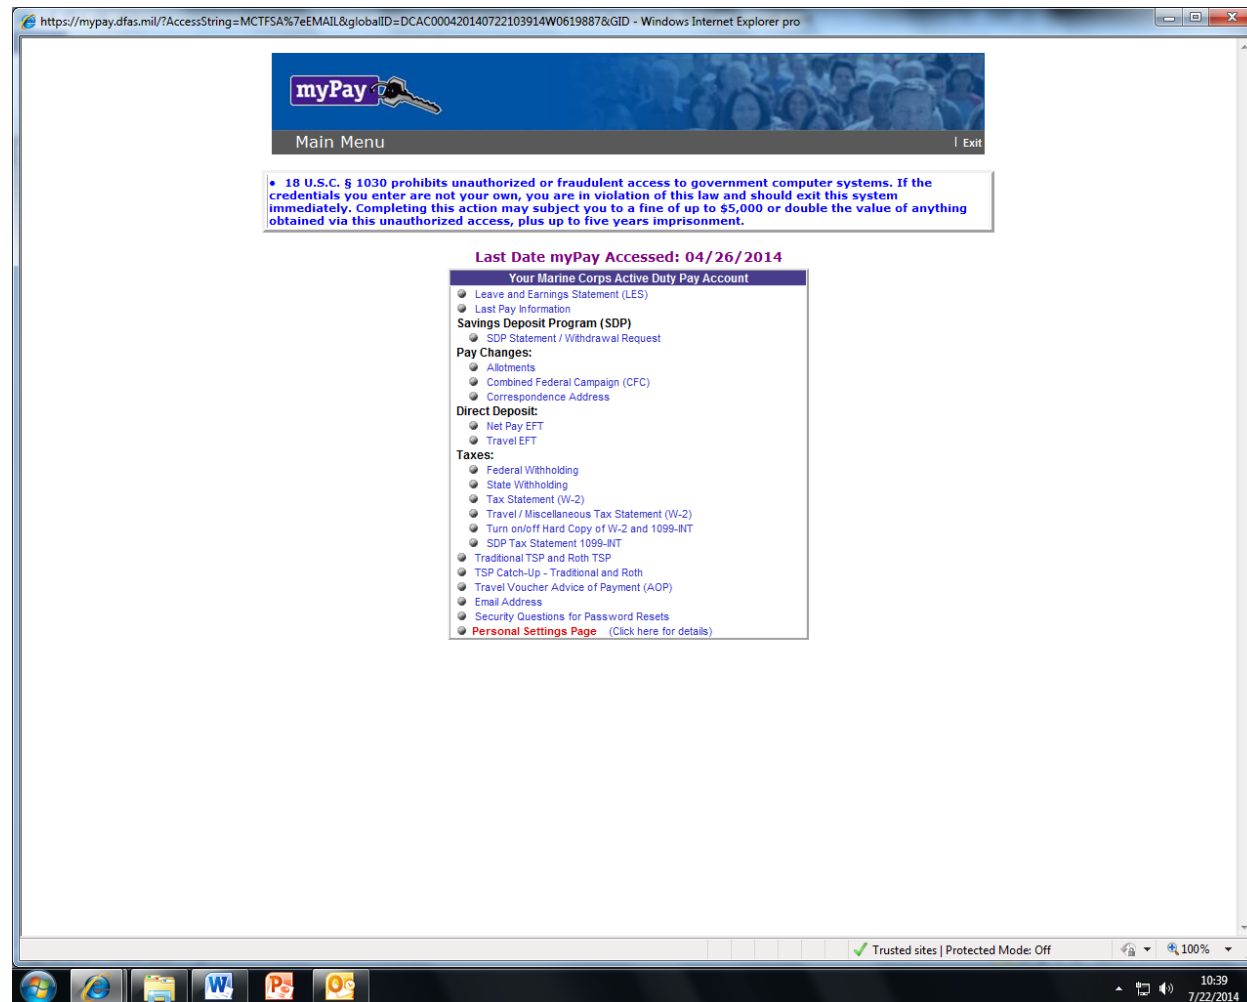 https://mypay.dfas.mil/?AccessString=MCTFSA%7eEMAIL&globalID=DCAC000420140722103914W0619887&GID - Windows Internet Explorer pro
myPay
Main Menu
| Exit
• 18 U.S.C. § 1030 prohibits unauthorized or fraudulent access to government computer systems. If the
credentials you enter are not your own, you are in violation of this law and should exit this system
immediately. Completing this action may subject you to a fine of up to $5,000 or double the value of anything
obtained via this unauthorized access, plus up to five years imprisonment.
Last Date myPay Accessed: 04/26/2014
Your Marine Corps Active Duty Pay Account
Leave and Earnings Statement (LES)
Last Pay Information
Savings Deposit Program (SDP)
SDP Statement / Withdrawal Request
Pay Changes:
Allotments
Combined Federal Campaign (CFC)
Correspondence Address
Direct Deposit:
Net Pay EFT
Travel EFT
Taxes:
Federal Withholding
State Withholding
Tax Statement (W-2)
Travel / Miscellaneous Tax Statement (W-2)
Turn on/off Hard Copy of W-2 and 1099-INT
SDP Tax Statement 1099-INT
Traditional TSP and Roth TSP
TSP Catch-Up - Traditional and Roth
Travel Voucher Advice of Payment (AOP)
Email Address
Security Questions for Password Resets
Personal Settings Page (Click here for details)
Trusted sites | Protected Mode: Off
100%
10:39
7/22/2014